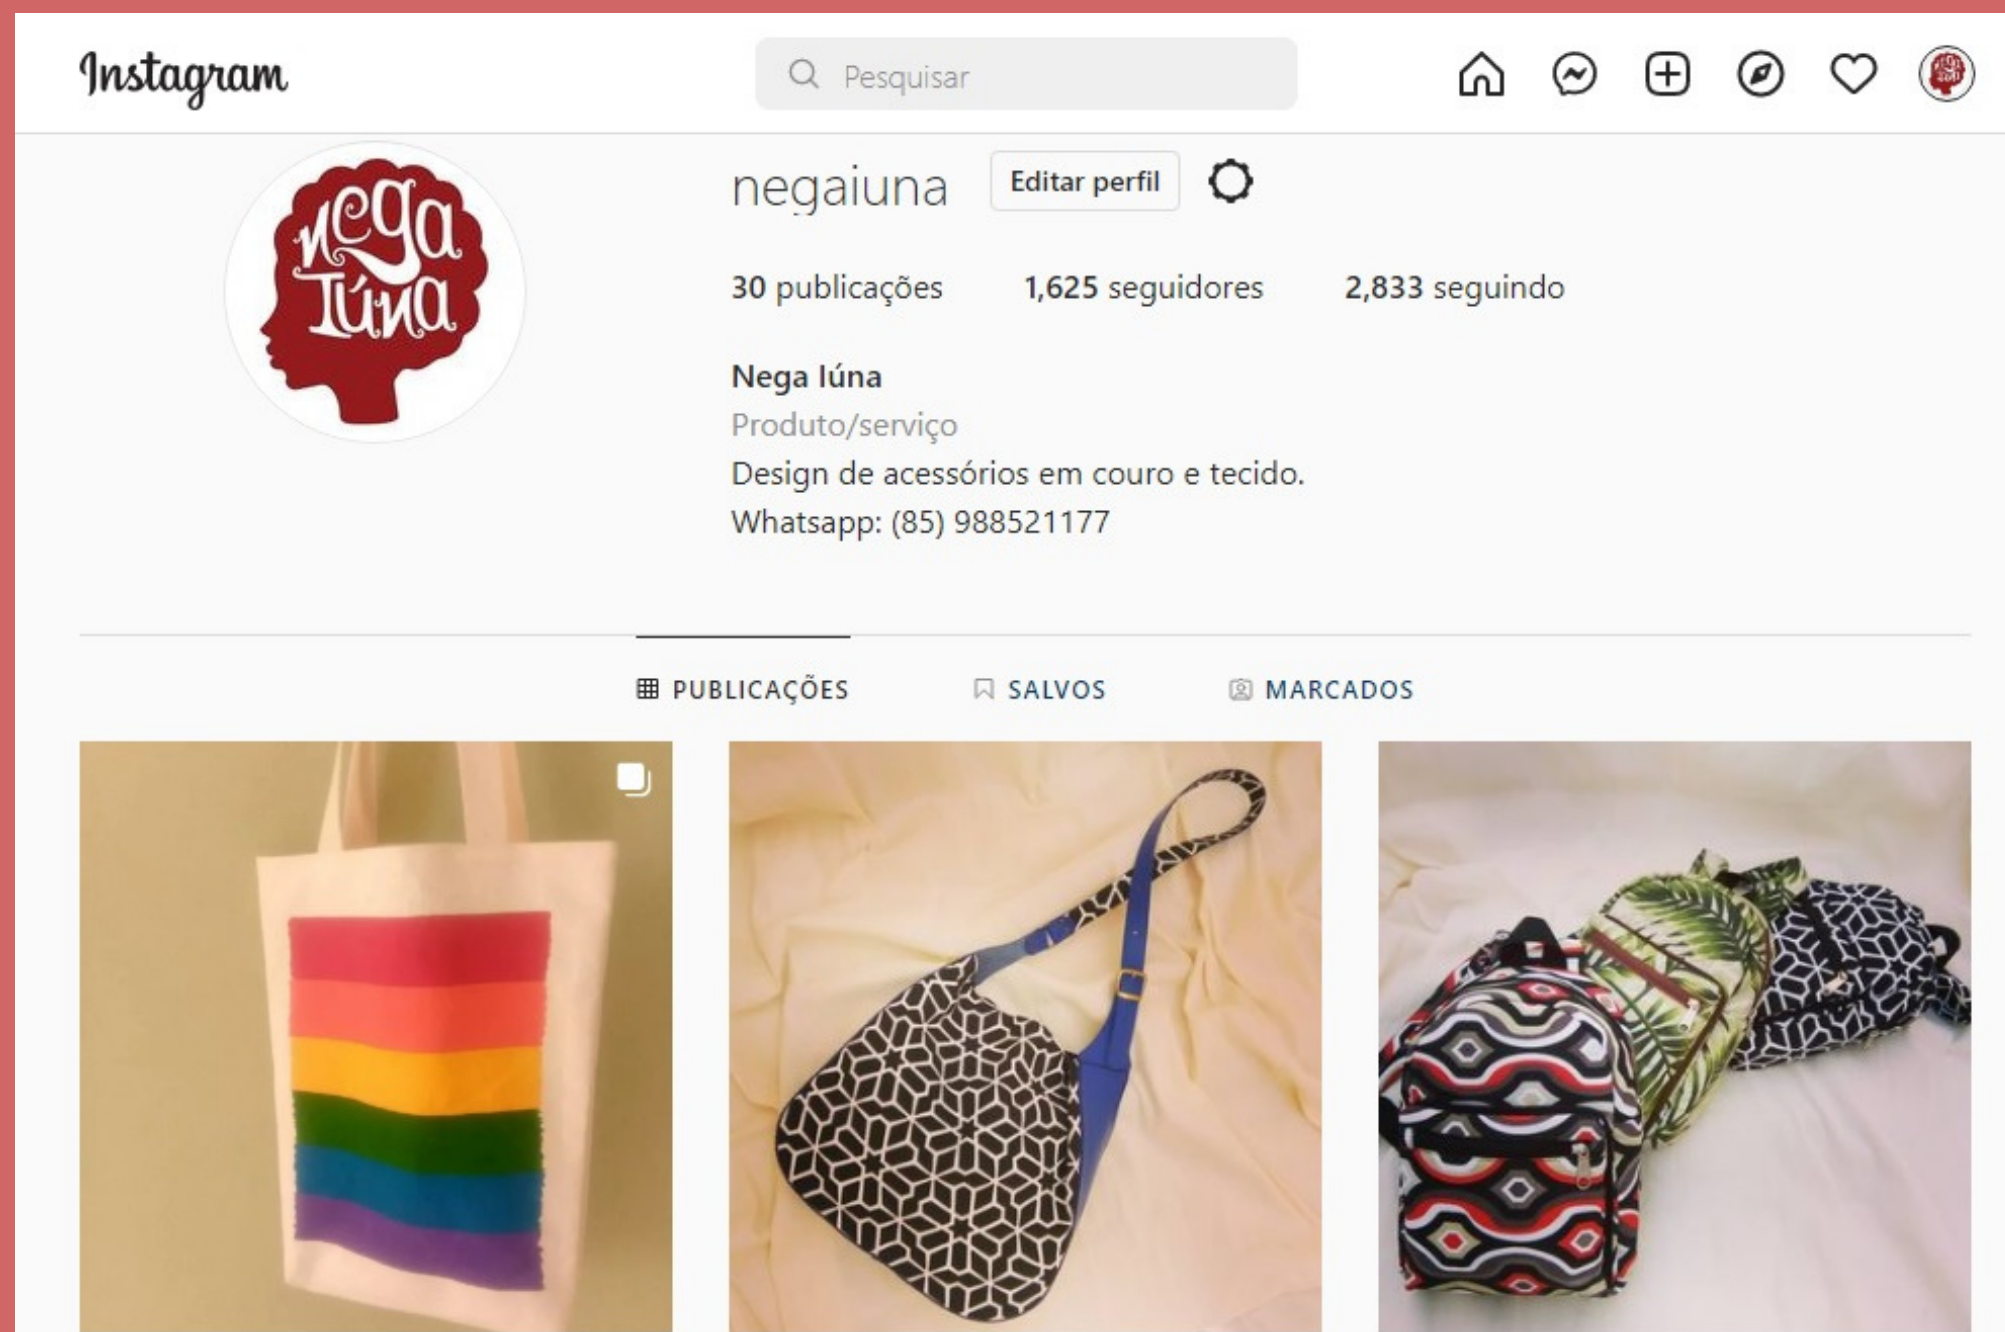 Instagram
Pesquisar
nega
Iúna
negaiuna
Editar perfil
30 publicações 1,625 seguidores 2,833 seguindo
Nega Iúna
Produto/serviço
Design de acessórios em couro e tecido.
Whatsapp: (85) 988521177
PUBLICAÇÕES SALVOS MARCADOS